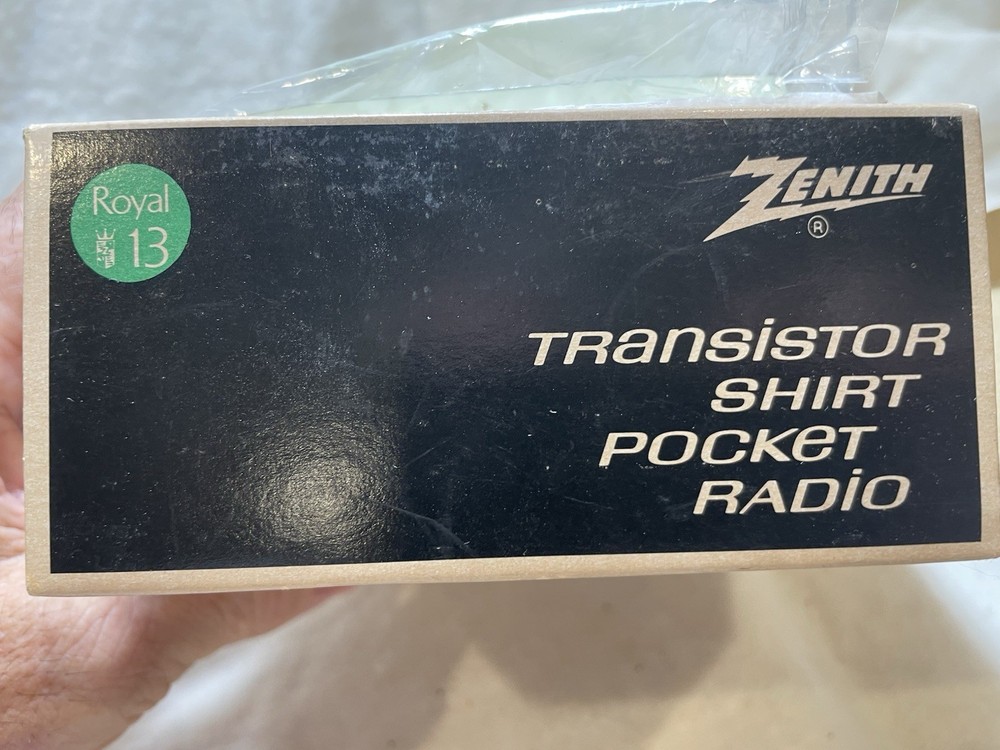 Royal
13
ZENITH
®
TRansisTOR
SHIRT
POCKeT
RADiO